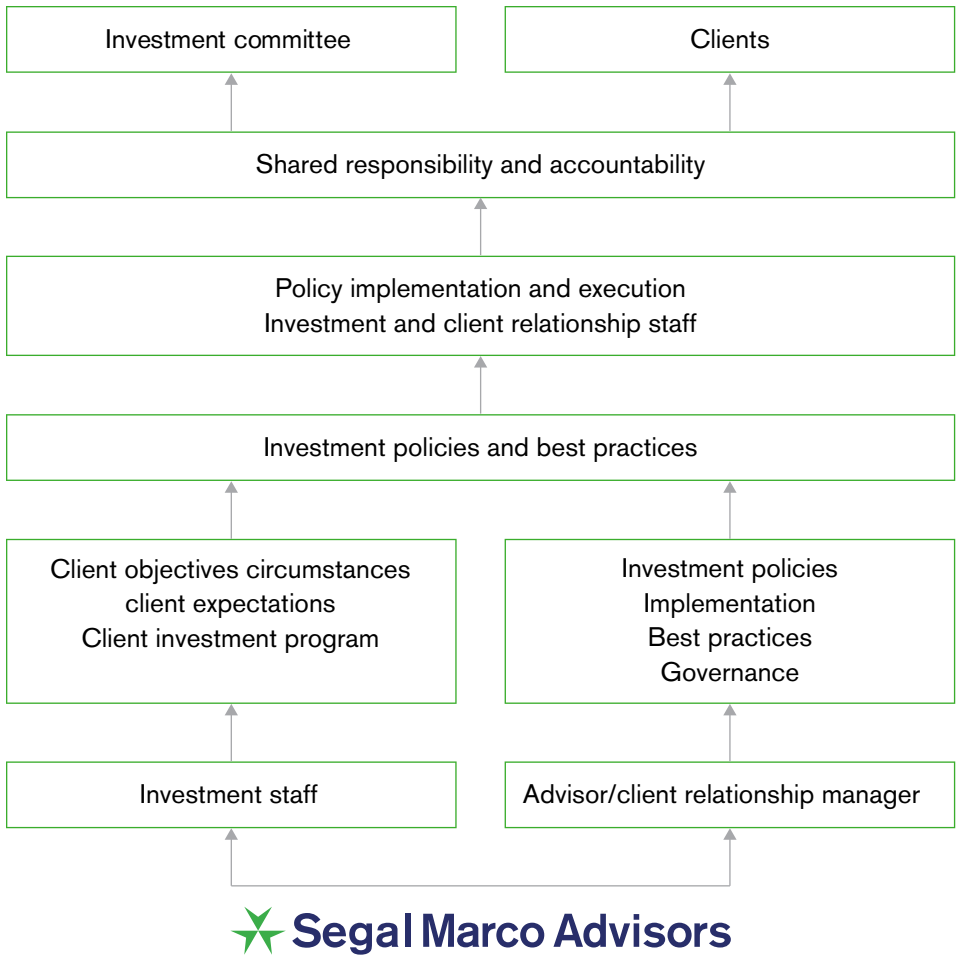 Investment committee
Clients
Shared responsibility and accountability
Policy implementation and execution
Investment and client relationship staff
Investment policies and best practices
Client objectives circumstances
client expectations
Client investment program
Investment policies
Implementation
Best practices
Governance
Investment staff
Advisor/client relationship manager
Segal Marco Advisors